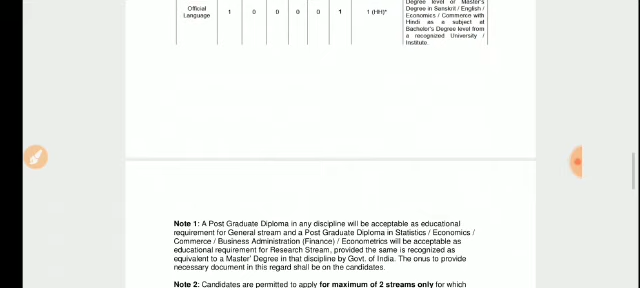 Degree level or Master's
Degree in Sanskrit / English /
Economics / Commerce with
Hindi as a subject at
Bachelor's Degree level from
a recognized University /
Institute.
Official
Language
1 0 0 0 0 1 1 (HH)*
Note 1: A Post Graduate Diploma in any discipline will be acceptable as educational
requirement for General stream and a Post Graduate Diploma in Statistics / Economics /
Commerce / Business Administration (Finance) / Econometrics will be acceptable as
educational requirement for Research Stream, provided the same is recognized as
equivalent to a Master' Degree in that discipline by Govt. of India. The onus to provide
necessary document in this regard shall be on the candidates.
Note 2: Candidates are permitted to apply for maximum of 2 streams only for which